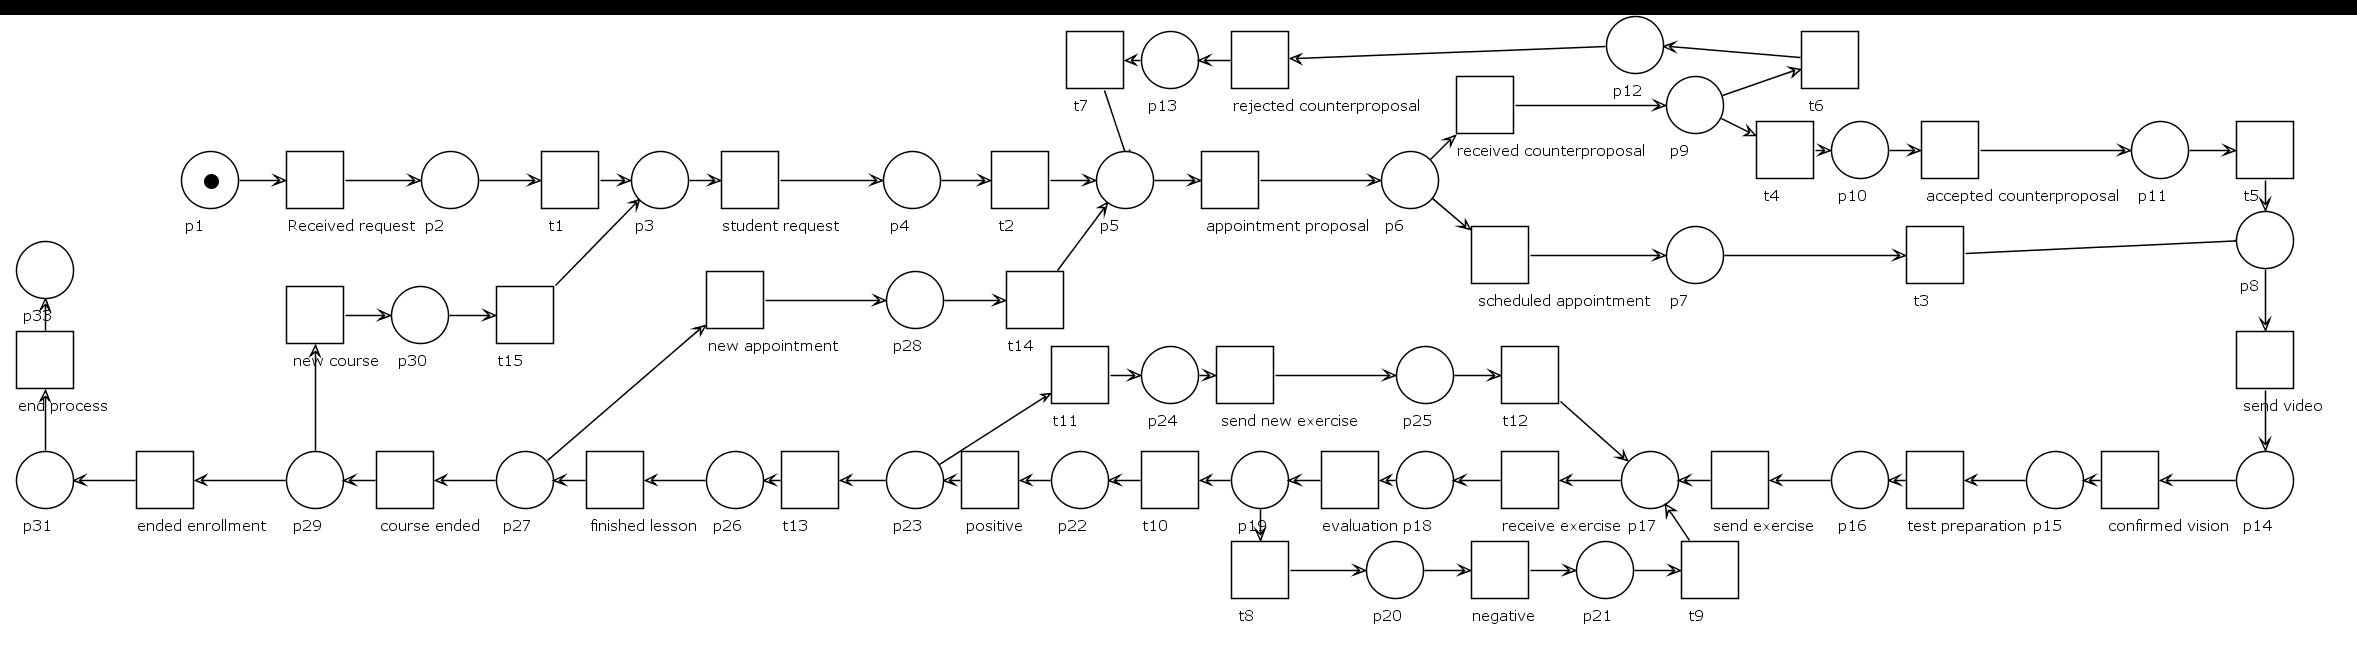 p12
t7 p13 rejected counterproposal t6
received counterproposal p9
t4 p10 accepted counterproposal p11 t5
p1 Received request p2 t1 p3 student request p4 t2 p5 appointment proposal p6
p8
scheduled appointment p7 t3
p33
new appointment p28 t14
new course p30 t15
end process send video
t11 p24 send new exercise p25 t12
p31 ended enrollment p29 course ended p27 finished lesson p26 t13 p23 positive p22 t10 p19 evaluation p18 receive exercise p17 send exercise p16 test preparation p15 confirmed vision p14
t8 p20 negative p21 t9